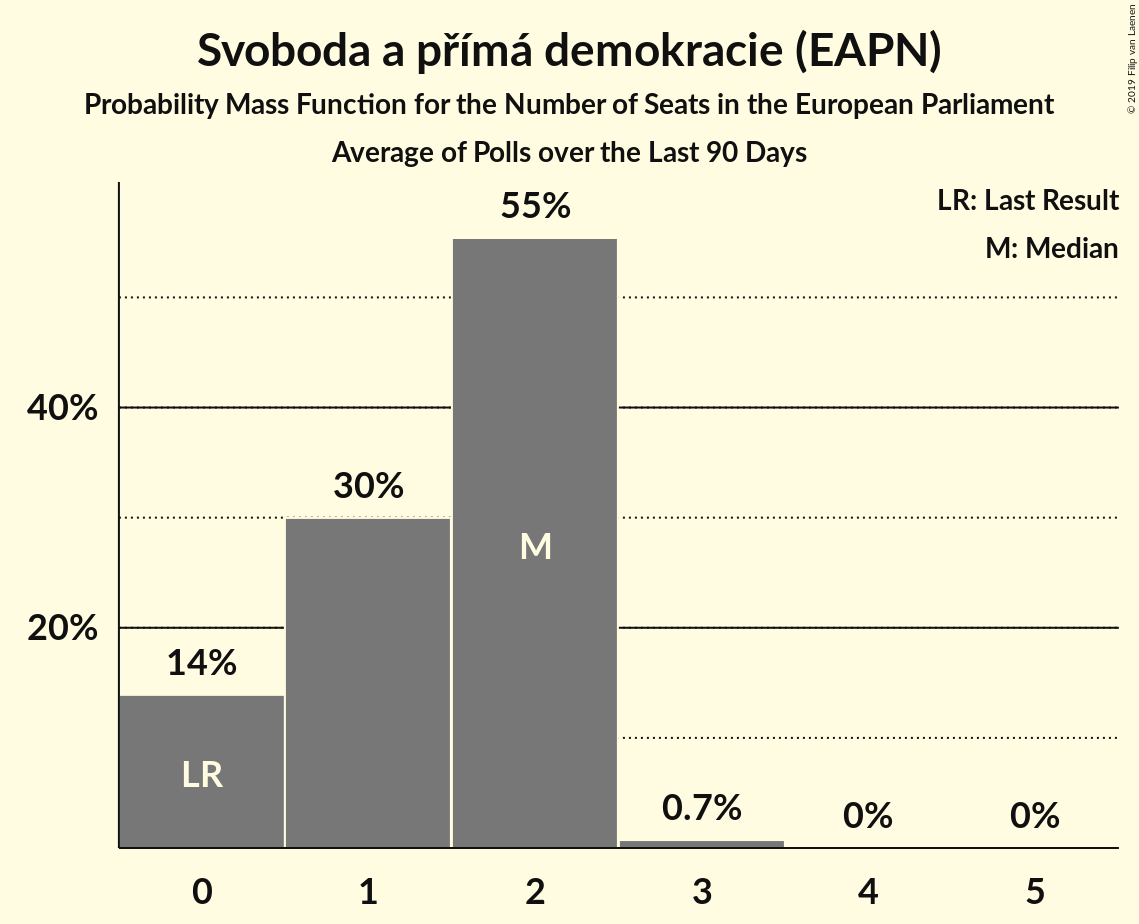 Svoboda a přímá demokracie (EAPN)
Probability Mass Function for the Number of Seats in the European Parliament
Average of Polls over the Last 90 Days
© 2019 Filip van Laenen
LR: Last Result
M: Median
55%
40%
30%
M
20%
14%
LR
0.7%
0%
0%
0 1 2 3 4 5